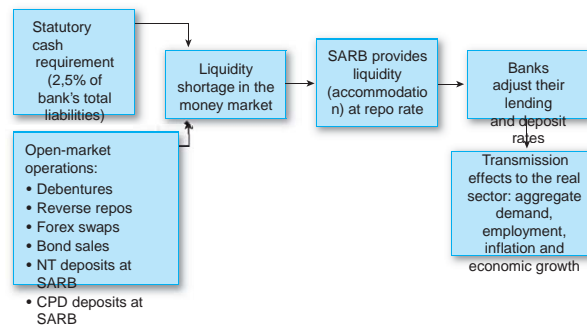 Statutory
cash
requirement
(2,5% of
bank's total
liabilities)
Liquidity
shortage in the
money market
SARB provides
liquidity
(accommodatio
n) at repo rate
Banks
adjust their
lending
and deposit
rates
Open-market
operations:
• Debentures
• Reverse repos
• Forex swaps
• Bond sales
• NT deposits at
SARB
• CPD deposits at
SARB
Transmission
effects to the real
sector: aggregate
demand,
employment,
inflation and
economic growth